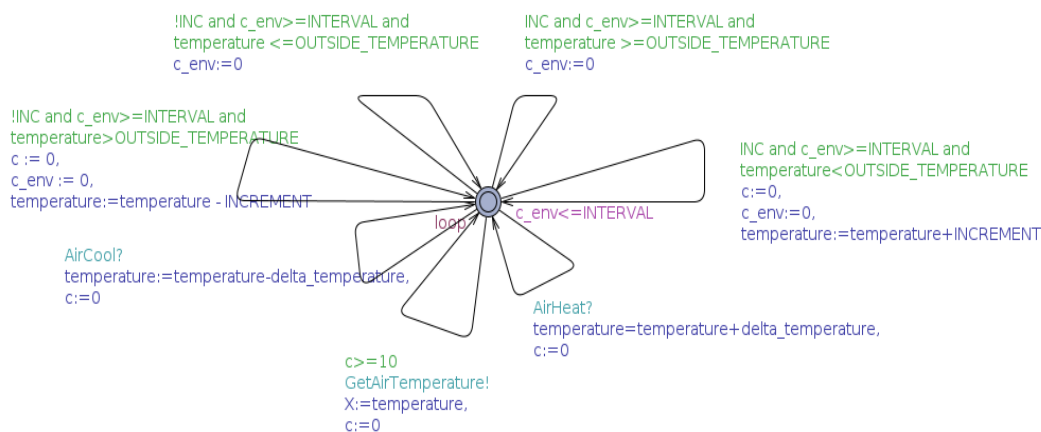 !INC and c_env>=INTERVAL and
temperature <=OUTSIDE_TEMPERATURE
c_env:=0
INC and c_env>=INTERVAL and
temperature >=OUTSIDE_TEMPERATURE
c_env:=0
!INC and c_env>=INTERVAL and
temperature>OUTSIDE_TEMPERATURE
c := 0,
c_env := 0,
temperature:=temperature - INCREMENT
INC and c_env>=INTERVAL and
temperature<OUTSIDE_TEMPERATURE
c:=0,
c_env:=0,
temperature:=temperature+INCREMENT
loop
c_env<=INTERVAL
AirCool?
temperature:=temperature-delta_temperature,
c:=0
AirHeat?
temperature=temperature+delta_temperature,
c:=0
c>=10
GetAirTemperature!
X:=temperature,
c:=0